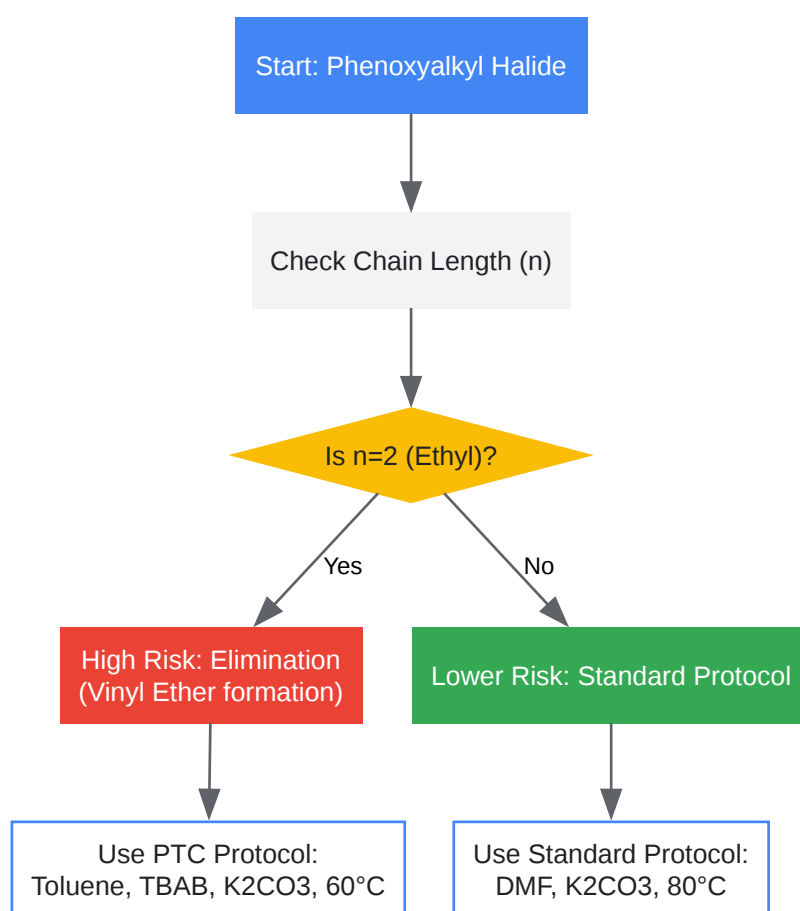 Start: Phenoxyalkyl Halide
Check Chain Length (n)
Is n=2 (Ethyl)?
Yes
No
High Risk: Elimination
(Vinyl Ether formation)
Lower Risk: Standard Protocol
Use PTC Protocol:
Toluene, TBAB, K2CO3, 60°C
Use Standard Protocol:
DMF, K2CO3, 80°C